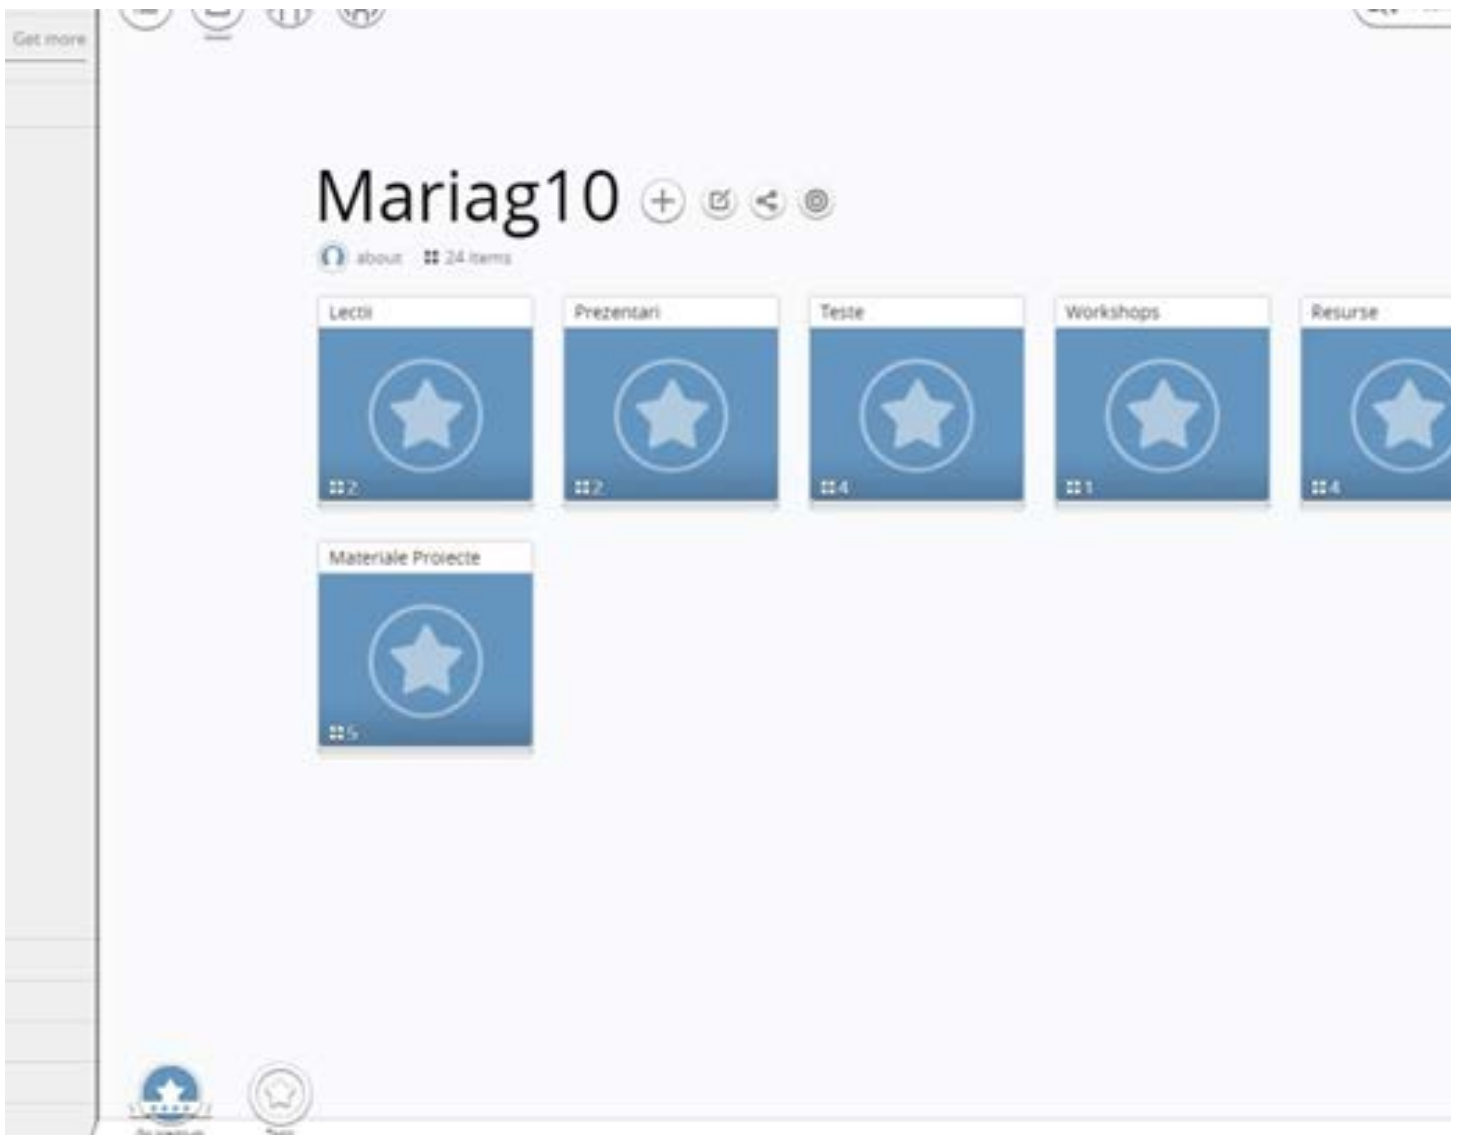 Get more
Mariag10
about 24 items
Lectii Prezentari Teste Workshops Resurse
2 2 4 1 4
Materiale Proiecte
5